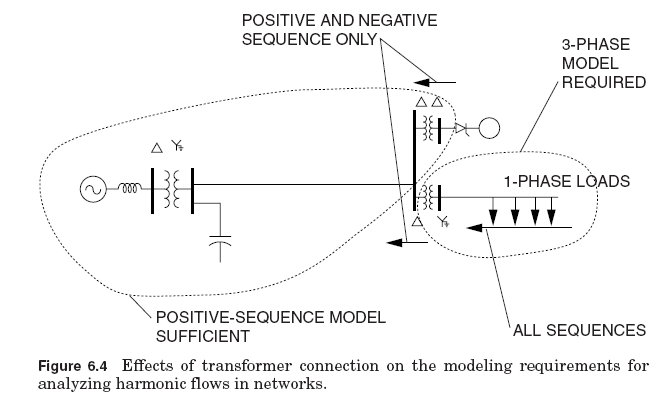 POSITIVE AND NEGATIVE
SEQUENCE ONLY
3-PHASE
MODEL
REQUIRED
Δ Δ
Δ Y
1-PHASE LOADS
Δ Y
POSITIVE-SEQUENCE MODEL
SUFFICIENT
ALL SEQUENCES
Figure 6.4 Effects of transformer connection on the modeling requirements for
analyzing harmonic flows in networks.